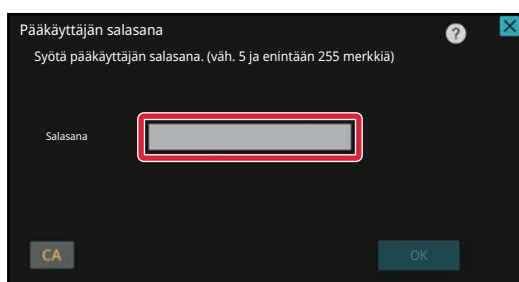 Pääkäyttäjän salasana
?
Syötä pääkäyttäjän salasana. (väh. 5 ja enintään 255 merkkiä)
Salasana
CA
OK